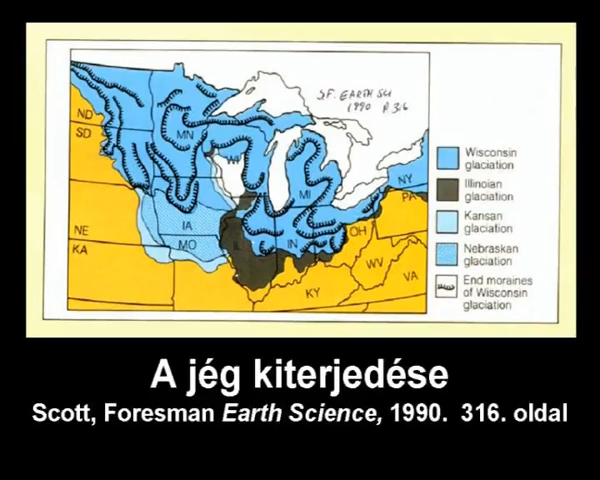 S.F. EARTH SCI
1990 P. 316
ND
SD
MN
WI
MI
NY
PA
IA
NE
MO
IL
IN
OH
KA
WV
VA
KY
Wisconsin
glaciation
Illinoian
glaciation
Kansan
glaciation
Nebraskan
glaciation
End moraines
of Wisconsin
glaciation
A jég kiterjedése
Scott, Foresman Earth Science, 1990. 316. oldal